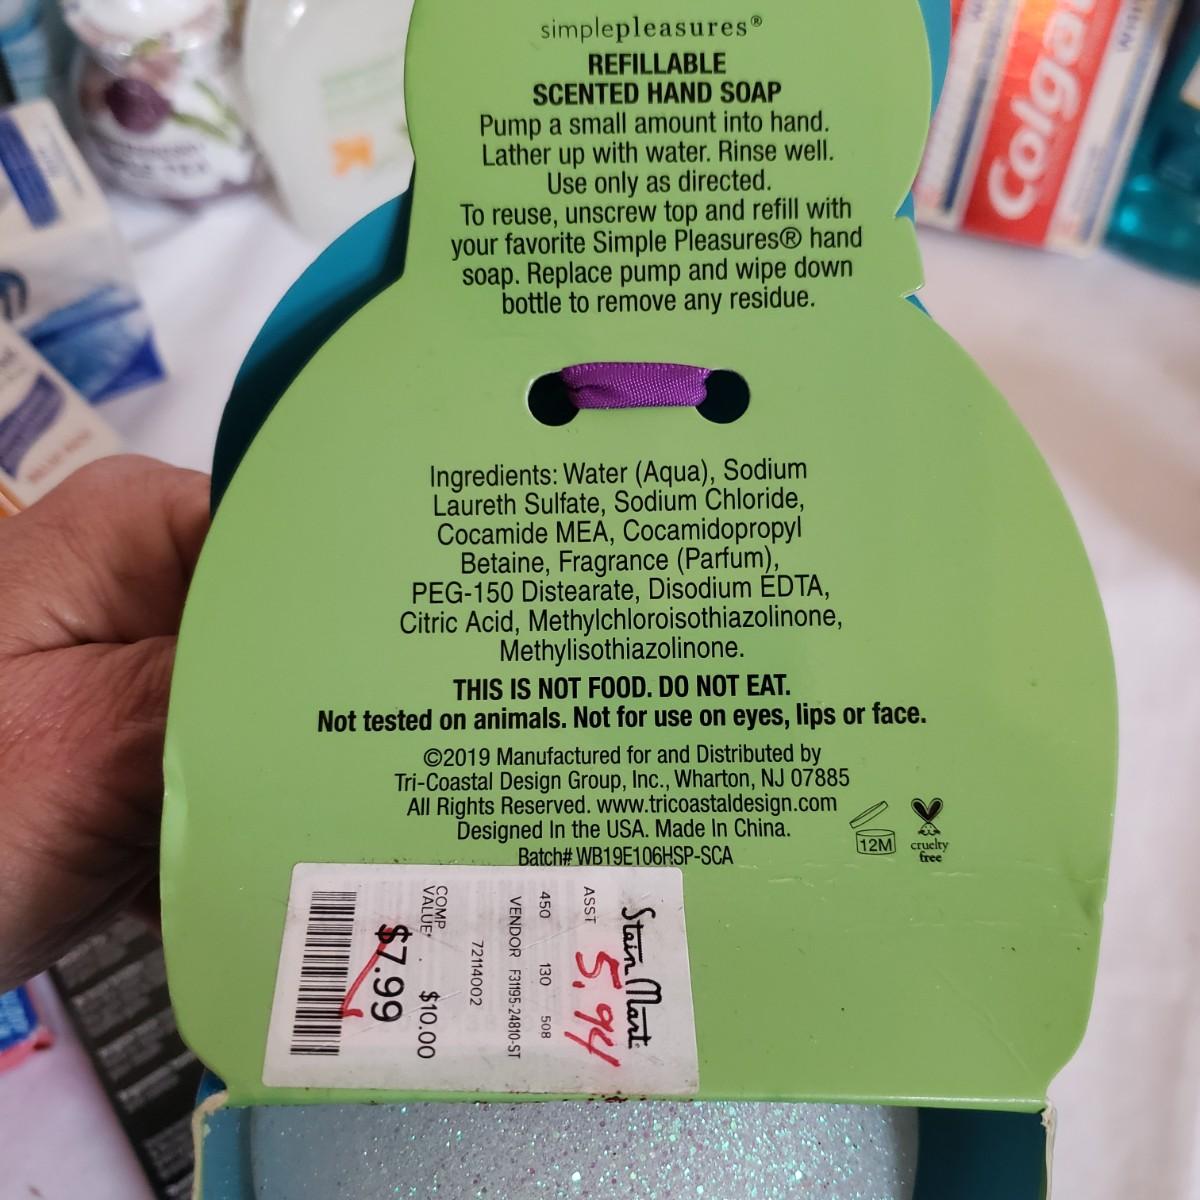 simplepleasures®
REFILLABLE
SCENTED HAND SOAP
Pump a small amount into hand.
Lather up with water. Rinse well.
Use only as directed.
To reuse, unscrew top and refill with
your favorite Simple Pleasures® hand
soap. Replace pump and wipe down
bottle to remove any residue.
Ingredients: Water (Aqua), Sodium
Laureth Sulfate, Sodium Chloride,
Cocamide MEA, Cocamidopropyl
Betaine, Fragrance (Parfum),
PEG-150 Distearate, Disodium EDTA,
Citric Acid, Methylchloroisothiazolinone,
Methylisothiazolinone.
THIS IS NOT FOOD. DO NOT EAT.
Not tested on animals. Not for use on eyes, lips or face.
©2019 Manufactured for and Distributed by
Tri-Coastal Design Group, Inc., Wharton, NJ 07885
All Rights Reserved. www.tricoastaldesign.com
Designed In the USA. Made In China.
Batch# WB19E106HSP-SCA
12M
cruelty
free
Stein Mart
ASST
5.94
450 130 508
VENDOR F31195-24810-ST
72114002
COMP. VALUE* $10.00
$7.99
Colga